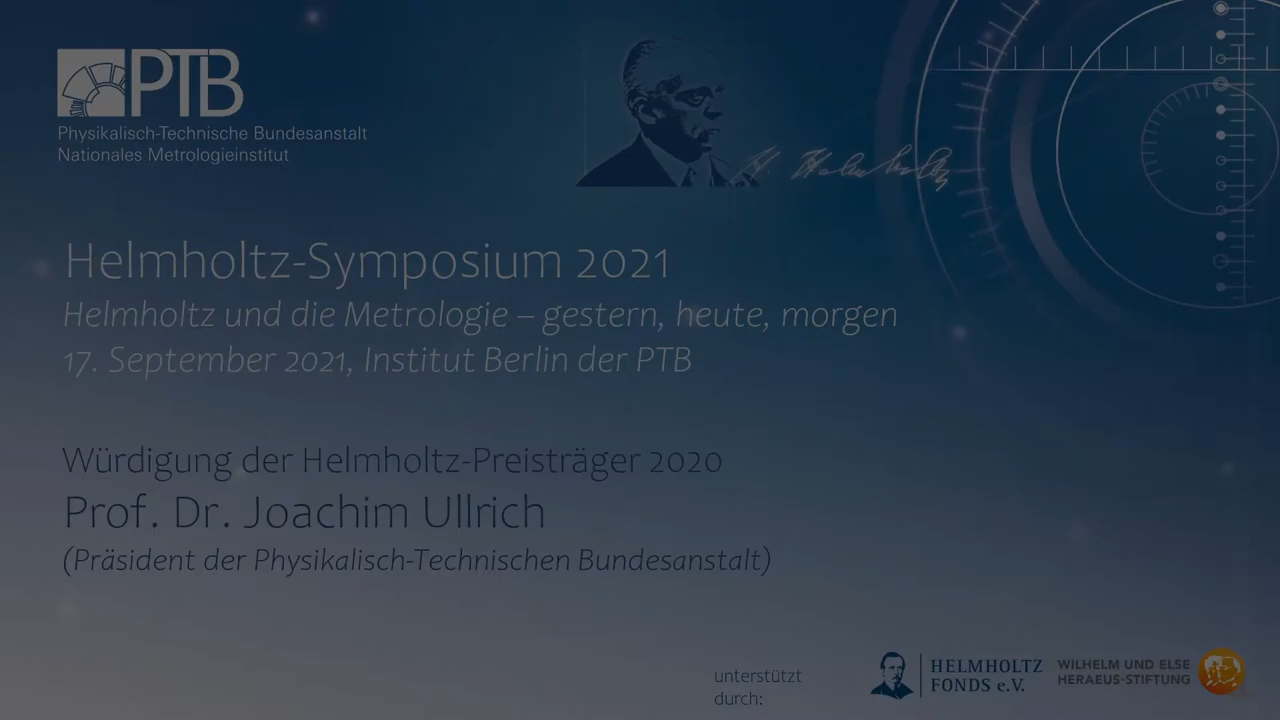 PTB
Physikalisch-Technische Bundesanstalt
Nationales Metrologieinstitut
H. Helmholtz
Helmholtz-Symposium 2021
Helmholtz und die Metrologie – gestern, heute, morgen
17. September 2021, Institut Berlin der PTB
Würdigung der Helmholtz-Preisträger 2020
Prof. Dr. Joachim Ullrich
(Präsident der Physikalisch-Technischen Bundesanstalt)
unterstützt
durch:
HELMHOLTZ
FONDS e.V.
WILHELM UND ELSE
HERAEUS-STIFTUNG